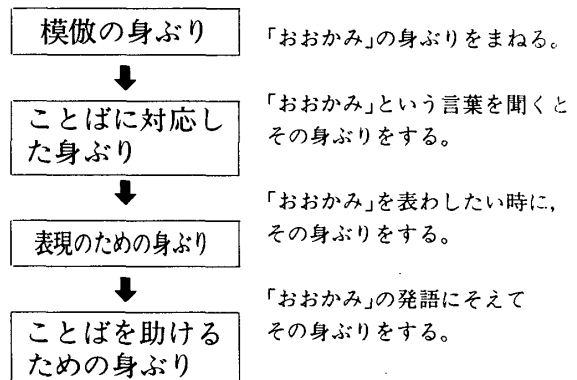 模倣の身ぶり
「おおかみ」の身ぶりをまねる。
ことばに対応し
た身ぶり
「おおかみ」という言葉を聞くと
その身ぶりをする。
表現のための身ぶり
「おおかみ」を表わしたい時に,
その身ぶりをする。
ことばを助ける
ための身ぶり
「おおかみ」の発語にそえて
その身ぶりをする。